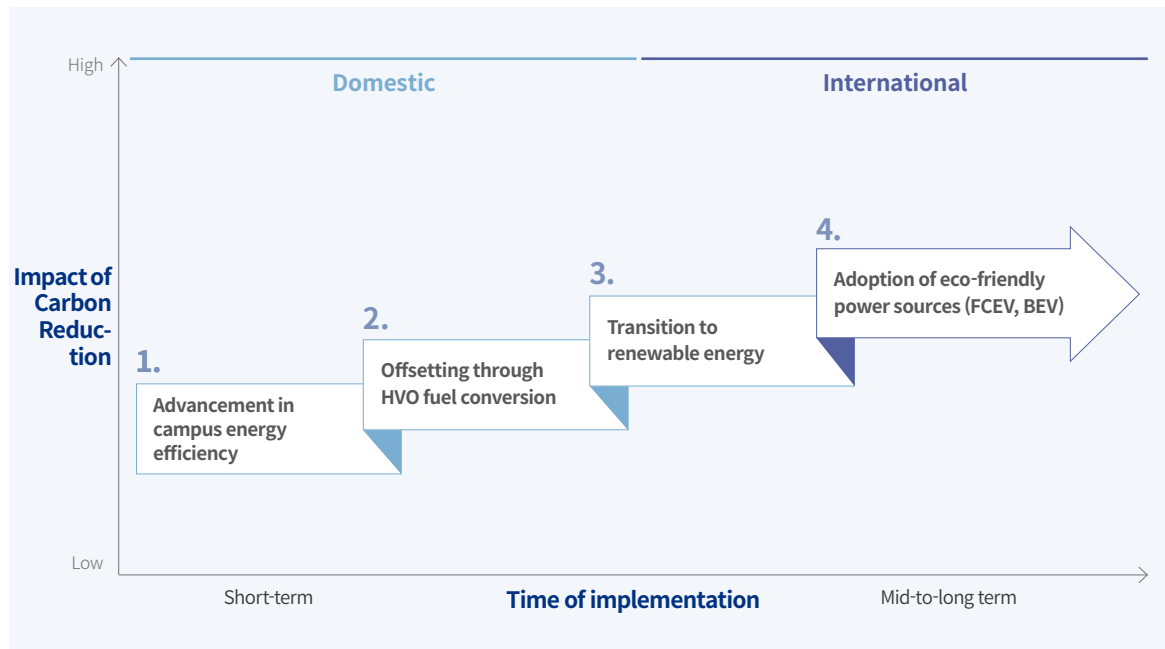 High
Domestic
International
Impact of
Carbon
Reduc-
tion
1.
Advancement in
campus energy
efficiency
2.
Offsetting through
HVO fuel conversion
3.
Transition to
renewable energy
4.
Adoption of eco-friendly
power sources (FCEV, BEV)
Low
Short-term
Time of implementation
Mid-to-long term